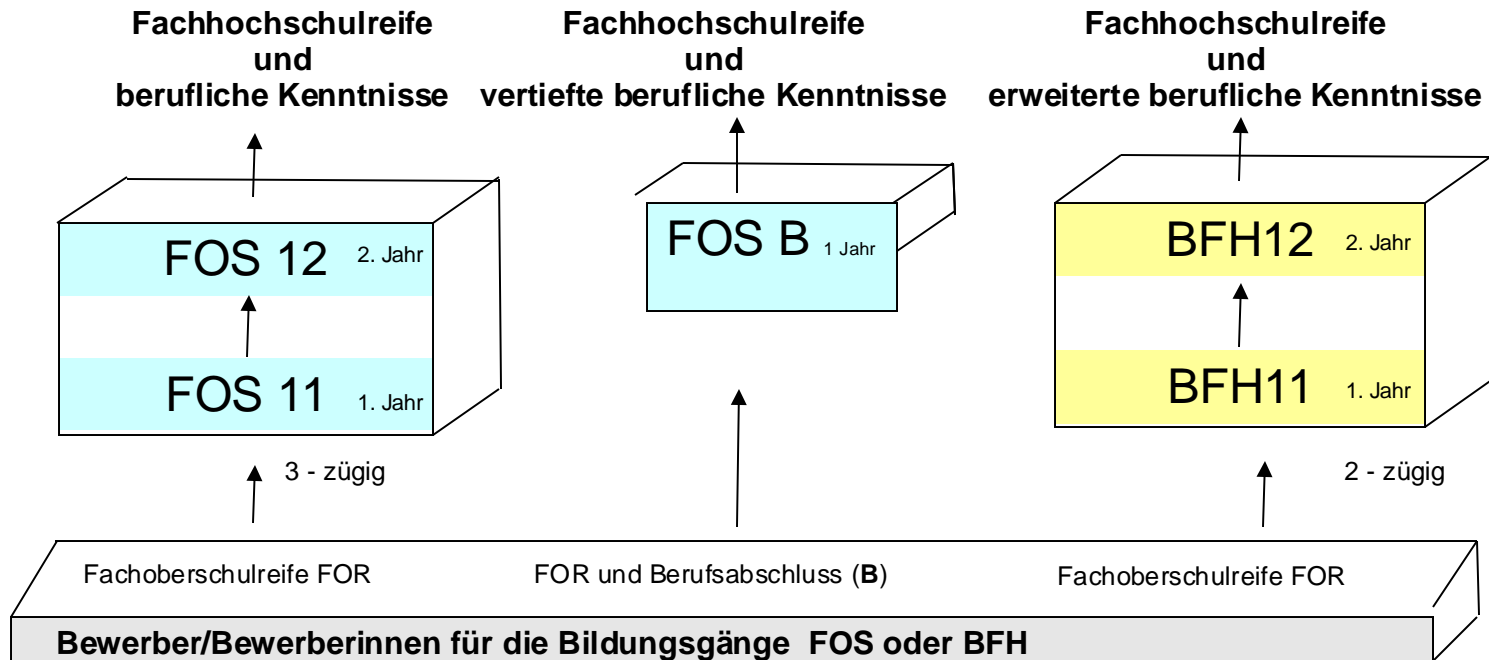 Fachhochschulreife
und
berufliche Kenntnisse
Fachhochschulreife
und
vertiefte berufliche Kenntnisse
Fachhochschulreife
und
erweiterte berufliche Kenntnisse
FOS 12 2. Jahr
FOS 11 1. Jahr
3 - zügig
FOS B 1 Jahr
BFH12 2. Jahr
BFH11 1. Jahr
2 - zügig
Fachoberschulreife FOR
FOR und Berufsabschluss (B)
Fachoberschulreife FOR
Bewerber/Bewerberinnen für die Bildungsgänge FOS oder BFH